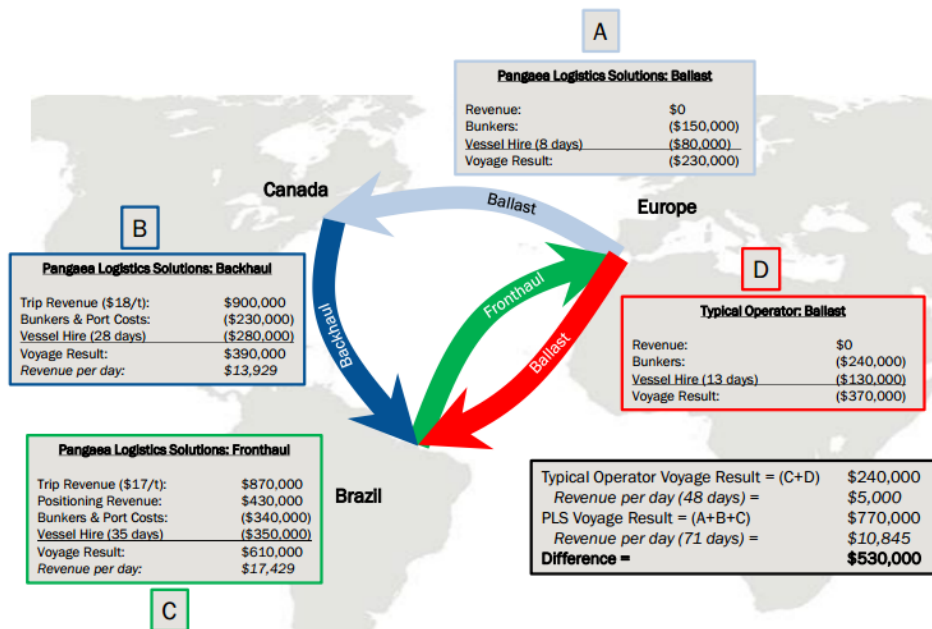 A
Pangaea Logistics Solutions: Ballast
Revenue: $0
Bunkers: ($150,000)
Vessel Hire (8 days) ($80,000)
Voyage Result: ($230,000)
Canada
Ballast
Europe
B
Pangaea Logistics Solutions: Backhaul
Trip Revenue ($18/t): $900,000
Bunkers & Port Costs: ($230,000)
Vessel Hire (28 days) ($280,000)
Voyage Result: $390,000
Revenue per day: $13,929
Backhaul
Fronthaul
Ballast
D
Typical Operator: Ballast
Revenue: $0
Bunkers: ($240,000)
Vessel Hire (13 days) ($130,000)
Voyage Result: ($370,000)
Pangaea Logistics Solutions: Fronthaul
Trip Revenue ($17/t): $870,000
Positioning Revenue: $430,000
Bunkers & Port Costs: ($340,000)
Vessel Hire (35 days) ($350,000)
Voyage Result: $610,000
Revenue per day: $17,429
C
Brazil
Typical Operator Voyage Result = (C+D) $240,000
Revenue per day (48 days) = $5,000
PLS Voyage Result = (A+B+C) $770,000
Revenue per day (71 days) = $10,845
Difference = $530,000